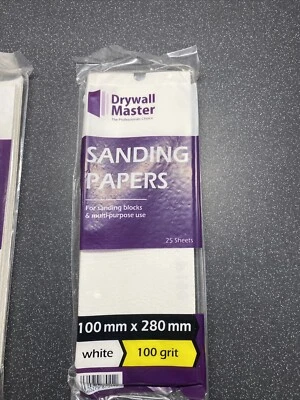 Drywall
Master
The Professional's Choice
SANDING
PAPERS
For sanding blocks
& multi-purpose use
25 Sheets
100 mm x 280 mm
white
100 grit